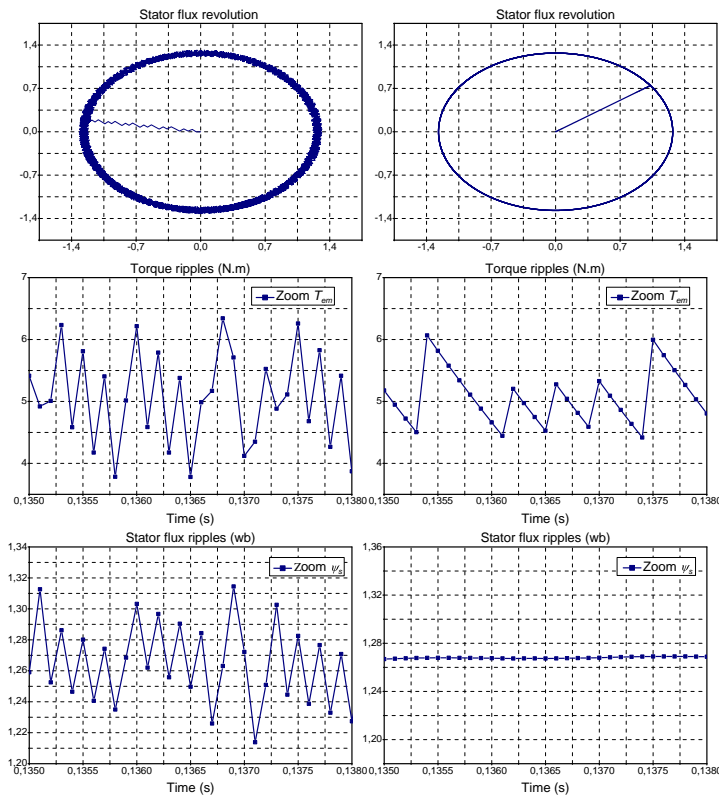 Stator flux revolution
1,4
0,7
0,0
-0,7
-1,4
-1,4 -0,7 0,0 0,7 1,4
Stator flux revolution
1,4
0,7
0,0
-0,7
-1,4
-1,4 -0,7 0,0 0,7 1,4
Torque ripples (N.m)
7
6
5
4
Zoom Tem
0,1350 0,1355 0,1360 0,1365 0,1370 0,1375 0,1380
Time (s)
Torque ripples (N.m)
7
6
5
4
Zoom Tem
0,1350 0,1355 0,1360 0,1365 0,1370 0,1375 0,1380
Time (s)
Stator flux ripples (wb)
1,34
1,32
1,30
1,28
1,26
1,24
1,22
1,20
Zoom ψs
0,1350 0,1355 0,1360 0,1365 0,1370 0,1375 0,1380
Time (s)
Stator flux ripples (wb)
1,36
1,32
1,28
1,24
1,20
Zoom ψs
0,1350 0,1355 0,1360 0,1365 0,1370 0,1375 0,1380
Time (s)